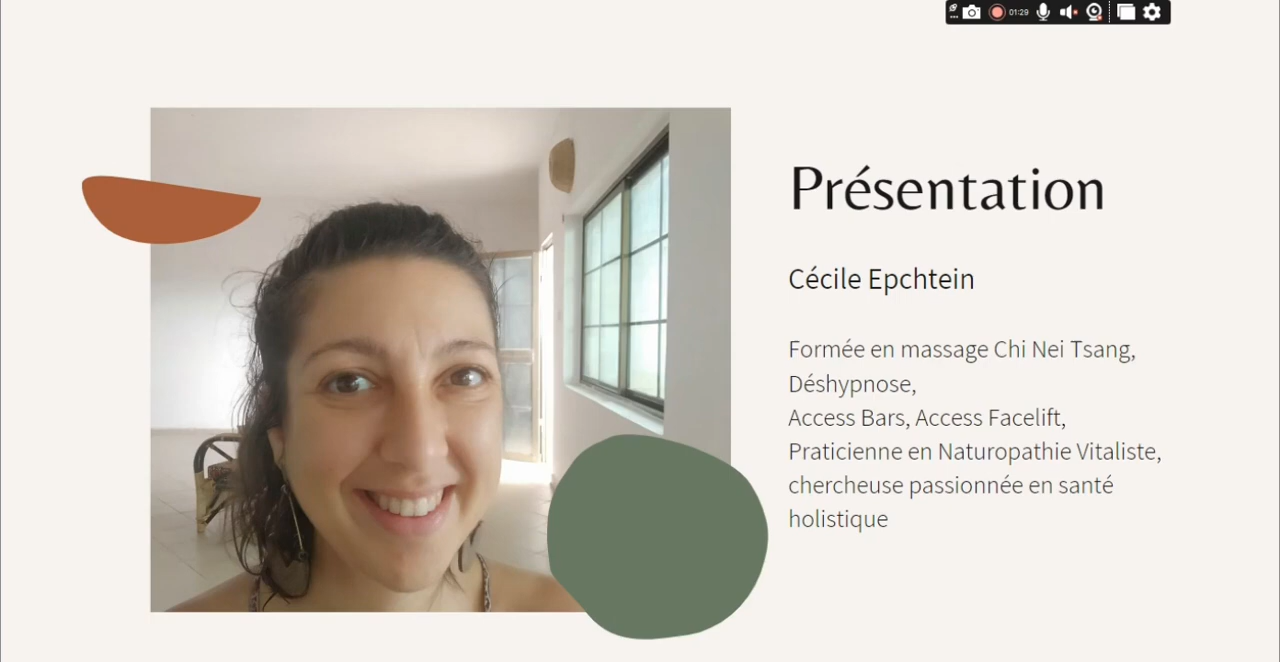 01:29
Présentation
Cécile Epchtein
Formée en massage Chi Nei Tsang,
Déshypnose,
Access Bars, Access Facelift,
Praticienne en Naturopathie Vitaliste,
chercheuse passionnée en santé
holistique